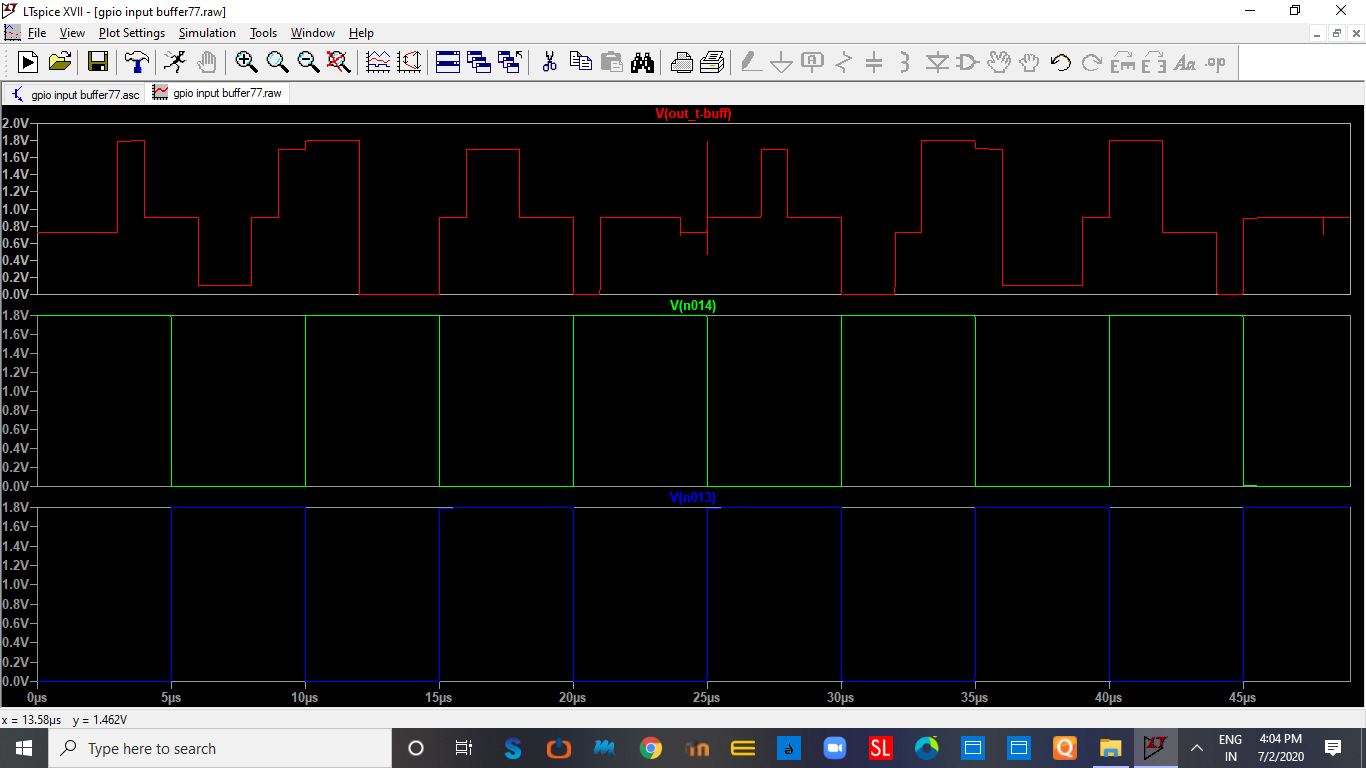 LTspice XVII - [gpio input buffer77.raw]
File View Plot Settings Simulation Tools Window Help
gpio input buffer77.asc gpio input buffer77.raw
V(out_t-buff)
2.0V
1.8V
1.6V
1.4V
1.2V
1.0V
0.8V
0.6V
0.4V
0.2V
0.0V
V(n014)
1.8V
1.6V
1.4V
1.2V
1.0V
0.8V
0.6V
0.4V
0.2V
0.0V
V(n013)
1.8V
1.6V
1.4V
1.2V
1.0V
0.8V
0.6V
0.4V
0.2V
0.0V
0µs 5µs 10µs 15µs 20µs 25µs 30µs 35µs 40µs 45µs
x = 13.58µs y = 1.462V
Type here to search
SL
ENG
IN
4:04 PM
7/2/2020